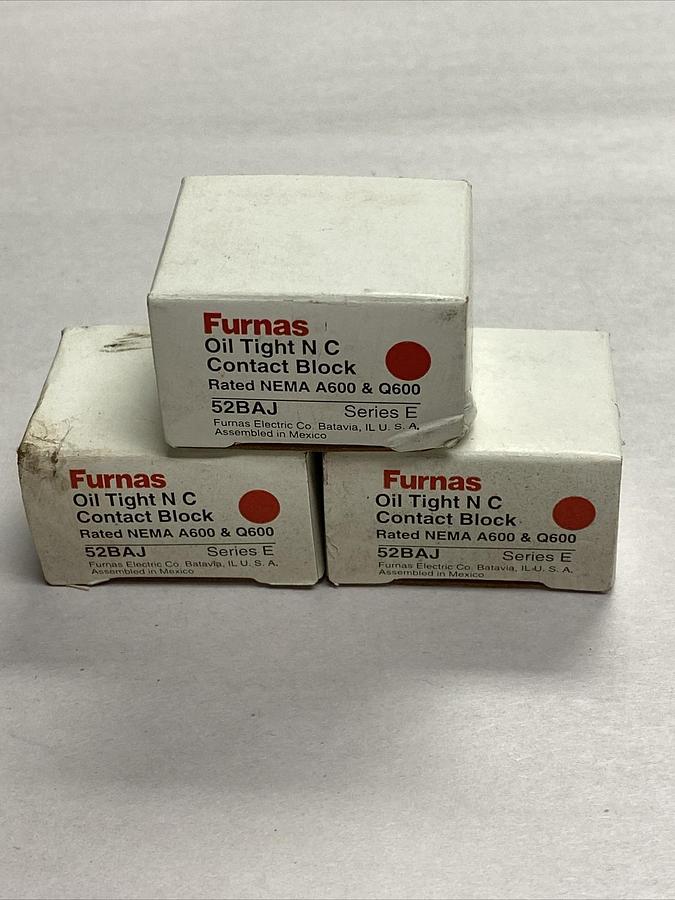 Furnas
Oil Tight N C
Contact Block
Rated NEMA A600 & Q600
52BAJ Series E
Furnas Electric Co. Batavia, IL U. S. A.
Assembled in Mexico
Furnas
Oil Tight N C
Contact Block
Rated NEMA A600 & Q600
52BAJ Series E
Furnas Electric Co. Batavia, IL U. S. A.
Assembled in Mexico
Furnas
Oil Tight N C
Contact Block
Rated NEMA A600 & Q600
52BAJ Series E
Furnas Electric Co. Batavia, IL U. S. A.
Assembled in Mexico